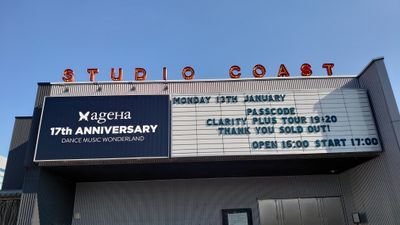 STUDIO COAST
ageHa
17th ANNIVERSARY
DANCE MUSIC WONDERLAND
MONDAY 13TH JANUARY
PASSCODE
CLARITY PLUS TOUR 19-20
THANK YOU SOLD OUT!
OPEN 16:00 START 17:00